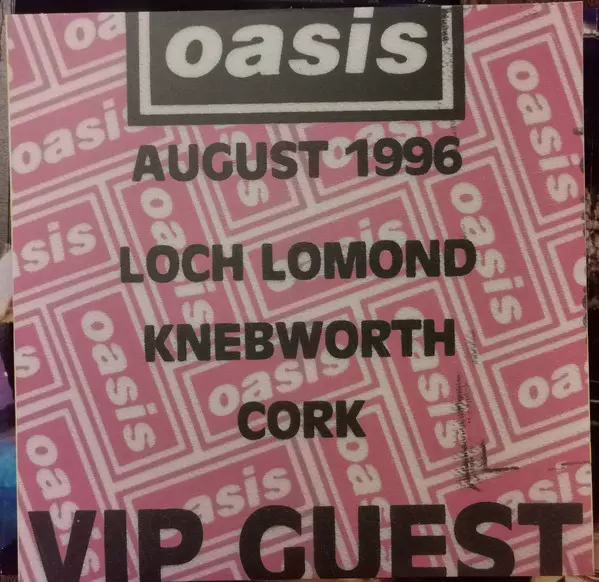 oasis
AUGUST 1996
LOCH LOMOND
KNEBWORTH
CORK
VIP GUEST